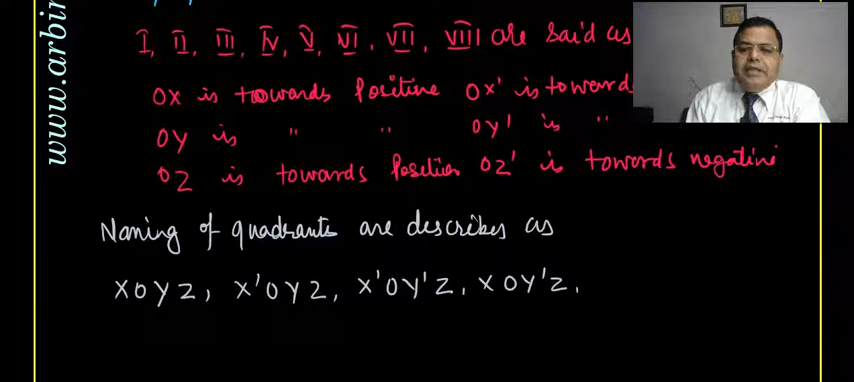 I, II, III, IV, V, VI, VII, VIII are said as
OX is towards Positive OX' is towards
OY is " " OY' is "
OZ is towards Positive OZ' is towards negative
Naming of quadrants are describes as
XOYZ, X'OYZ, X'OY'Z, XOY'Z,
www.arbin